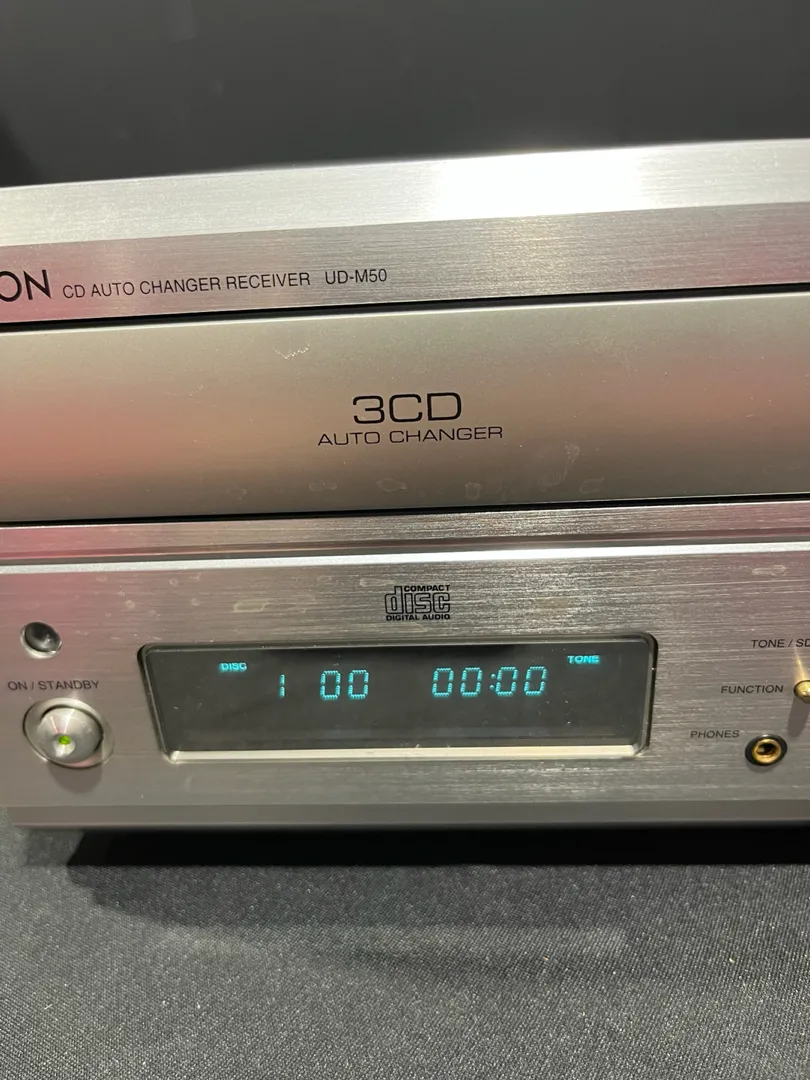 ON CD AUTO CHANGER RECEIVER UD-M50
3CD
AUTO CHANGER
COMPACT
disc
DIGITAL AUDIO
TONE / SD
DISC
TONE
ON / STANDBY
1 00 00:00
FUNCTION
PHONES